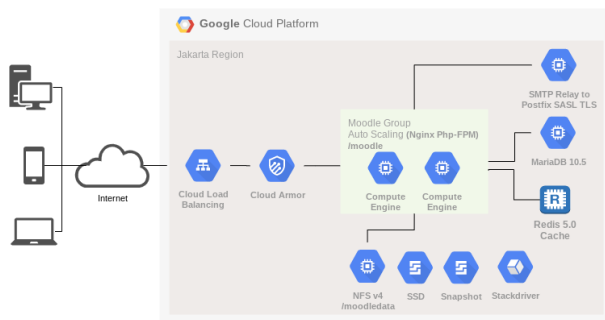 Google Cloud Platform
Jakarta Region
SMTP Relay to
Postfix SASL TLS
Moodle Group
Auto Scaling (Nginx Php-FPM)
/moodle
MariaDB 10.5
Internet
Cloud Load
Balancing
Cloud Armor
Compute
Engine
Compute
Engine
R
Redis 5.0
Cache
NFS v4
/moodledata
SSD
Snapshot
Stackdriver